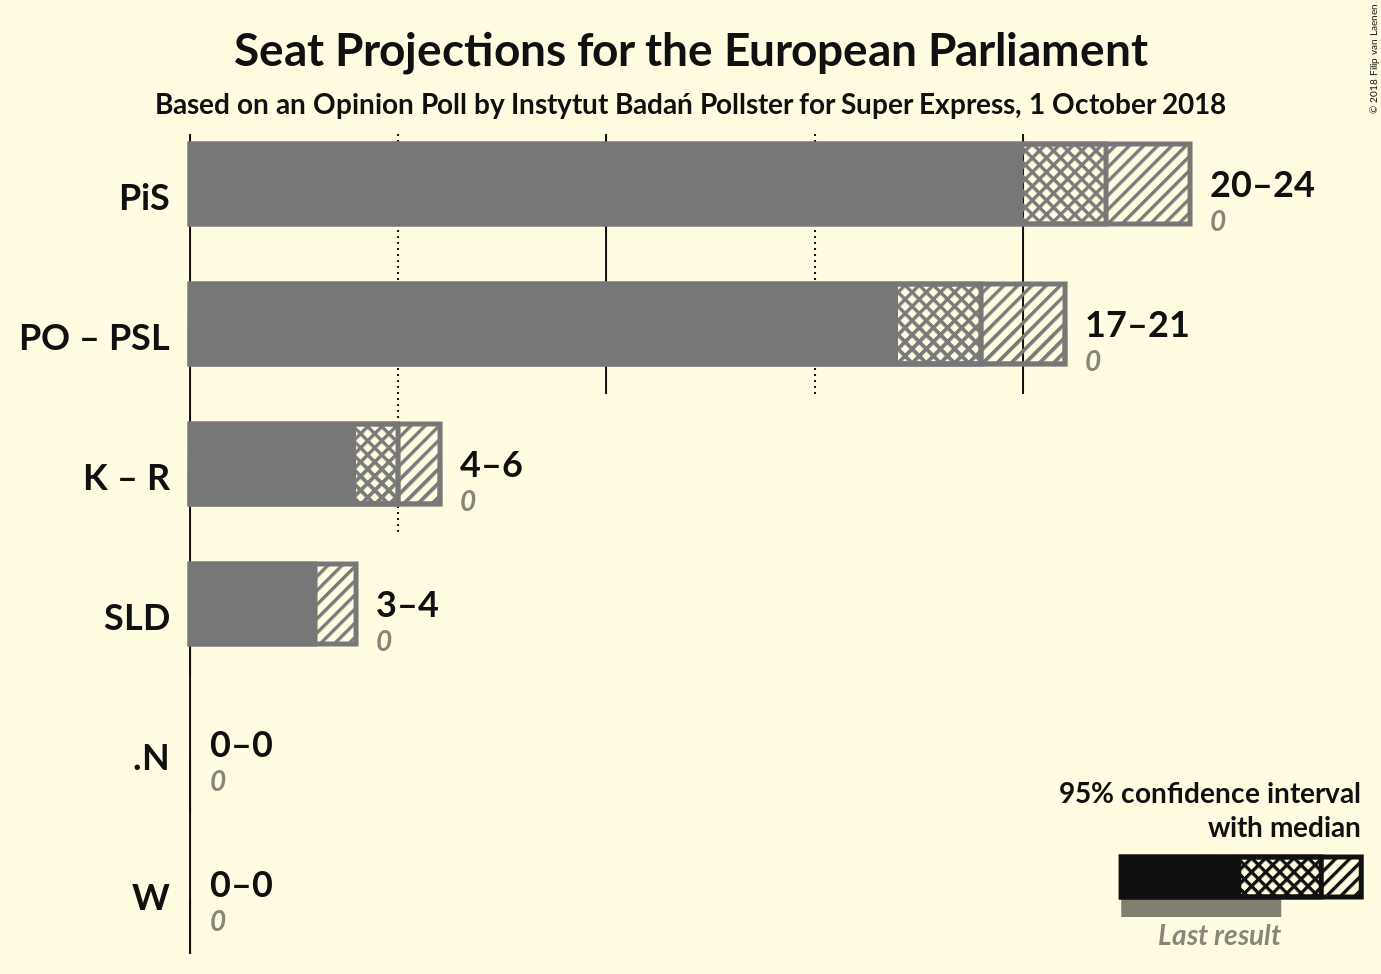 Seat Projections for the European Parliament
Based on an Opinion Poll by Instytut Badań Pollster for Super Express, 1 October 2018
© 2018 Filip van Laenen
PiS
20–24
0
PO – PSL
17–21
0
K – R
4–6
0
SLD
3–4
0
.N
0–0
0
W
0–0
0
95% confidence interval
with median
Last result